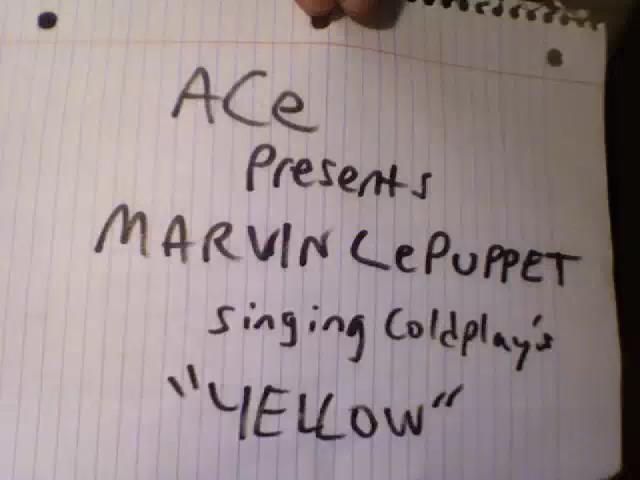 ACe
Presents
MARVIN LePUPPET
singing Coldplay's
"YELLOW"